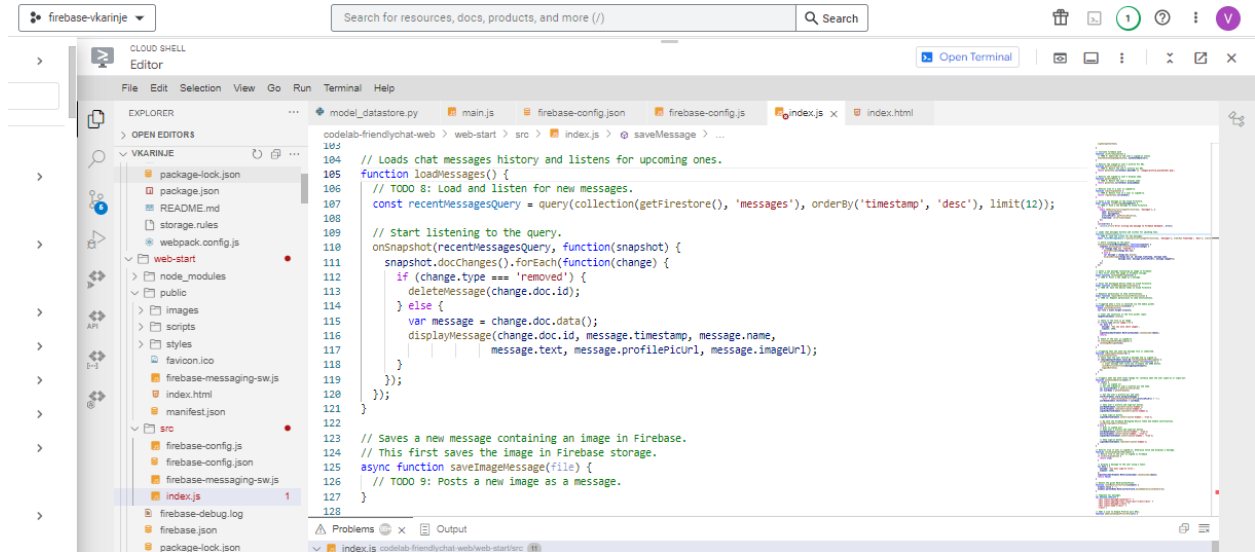 firebase-vkarinje
Search for resources, docs, products, and more (/)
Search
1
V
CLOUD SHELL
Editor
Open Terminal
File Edit Selection View Go Run Terminal Help
EXPLORER
model_datastore.py
main.js
firebase-config.json
firebase-config.js
index.js
index.html
OPEN EDITORS
codelab-friendlychat-web > web-start > src > index.js > saveMessage > ...
VKARINJE
package-lock.json
package.json
README.md
storage.rules
webpack.config.js
web-start
node_modules
public
images
scripts
styles
favicon.ico
firebase-messaging-sw.js
index.html
manifest.json
src
firebase-config.js
firebase-config.json
firebase-messaging-sw.js
index.js 1
firebase-debug.log
firebase.json
package-lock.json
API
103
104 // Loads chat messages history and listens for upcoming ones.
105 function loadMessages() {
106 // TODO 8: Load and listen for new messages.
107 const recentMessagesQuery = query(collection(getFirestore(), 'messages'), orderBy('timestamp', 'desc'), limit(12));
108
109 // Start listening to the query.
110 onSnapshot(recentMessagesQuery, function(snapshot) {
111 snapshot.docChanges().forEach(function(change) {
112 if (change.type === 'removed') {
113 deleteMessage(change.doc.id);
114 } else {
115 var message = change.doc.data();
116 displayMessage(change.doc.id, message.timestamp, message.name,
117 message.text, message.profilePicUrl, message.imageUrl);
118 }
119 });
120 });
121 }
122
123 // Saves a new message containing an image in Firebase.
124 // This first saves the image in Firebase storage.
125 async function saveImageMessage(file) {
126 // TODO 9: Posts a new image as a message.
127 }
128
Problems
Output
index.js codelab-friendlychat-web/web-start/src 11